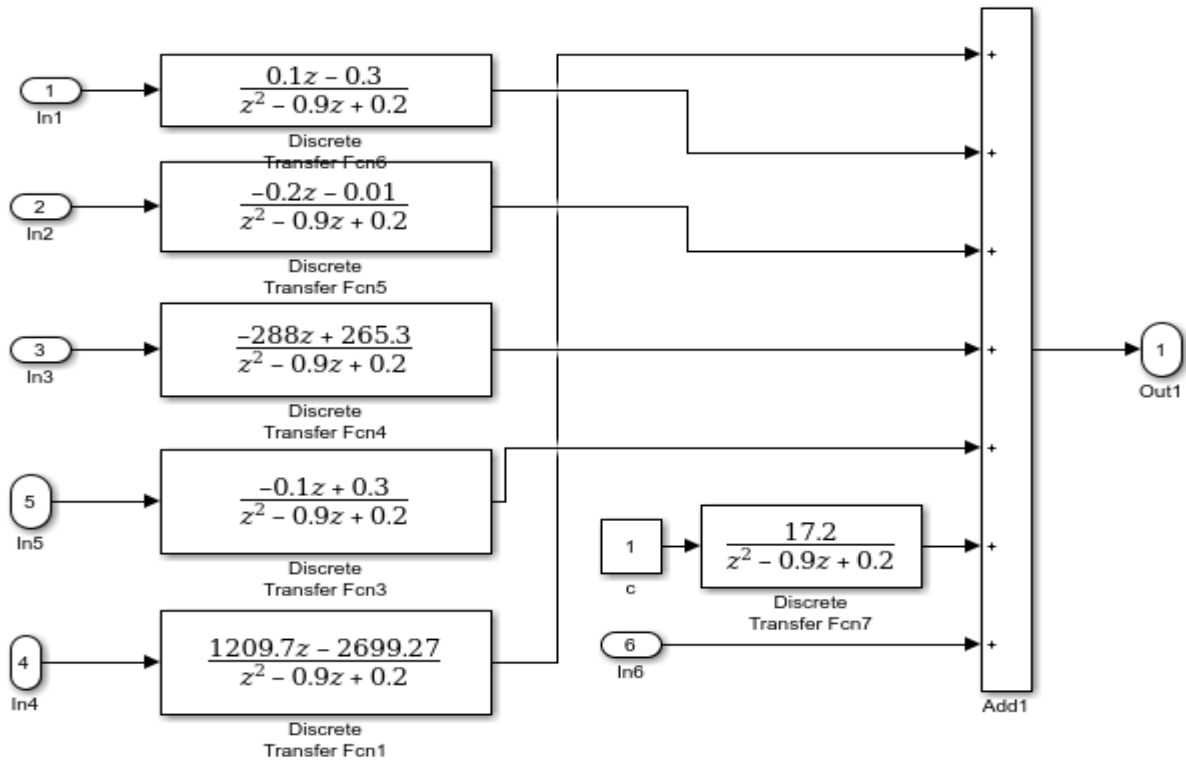 1
In1
0.1z – 0.3
z² – 0.9z + 0.2
Discrete
Transfer Fcn6
2
In2
–0.2z – 0.01
z² – 0.9z + 0.2
Discrete
Transfer Fcn5
3
In3
–288z + 265.3
z² – 0.9z + 0.2
Discrete
Transfer Fcn4
5
In5
–0.1z + 0.3
z² – 0.9z + 0.2
Discrete
Transfer Fcn3
4
In4
1209.7z – 2699.27
z² – 0.9z + 0.2
Discrete
Transfer Fcn1
1
c
17.2
z² – 0.9z + 0.2
Discrete
Transfer Fcn7
6
In6
+
+
+
+
+
+
+
Add1
1
Out1